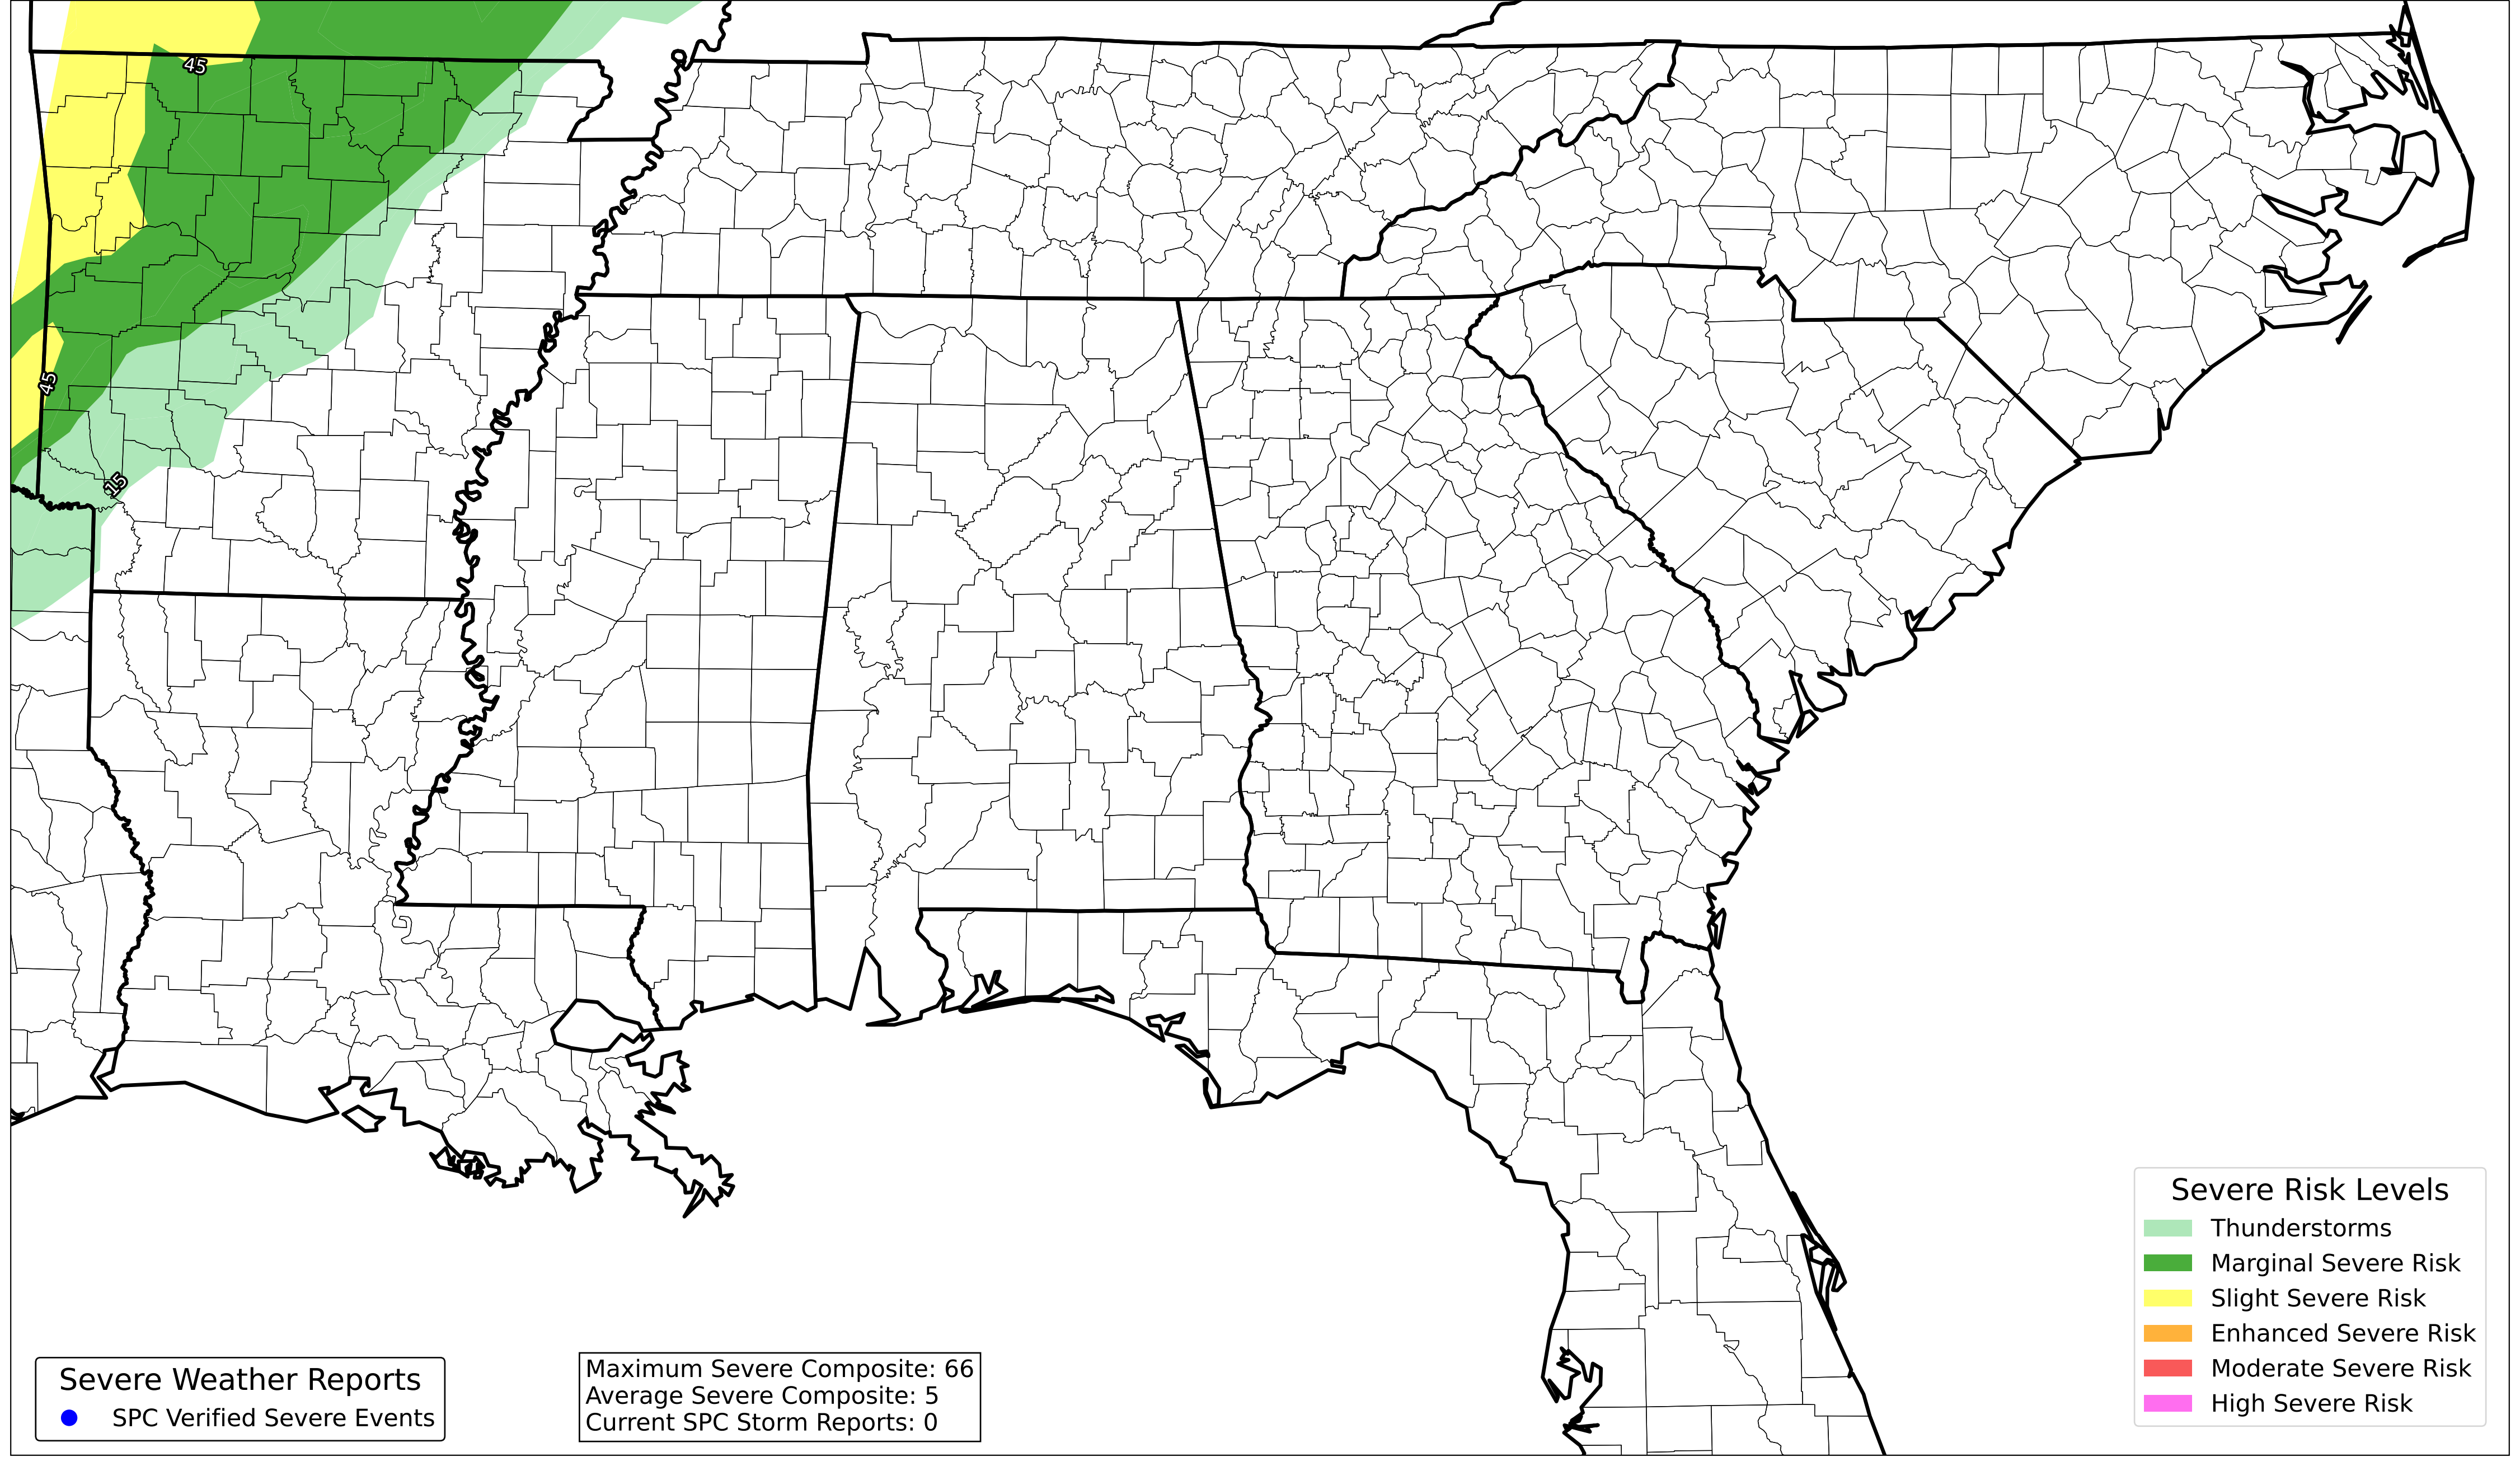 45
45
15
Severe Risk Levels
Thunderstorms
Marginal Severe Risk
Slight Severe Risk
Enhanced Severe Risk
Moderate Severe Risk
High Severe Risk
Severe Weather Reports
SPC Verified Severe Events
Maximum Severe Composite: 66
Average Severe Composite: 5
Current SPC Storm Reports: 0